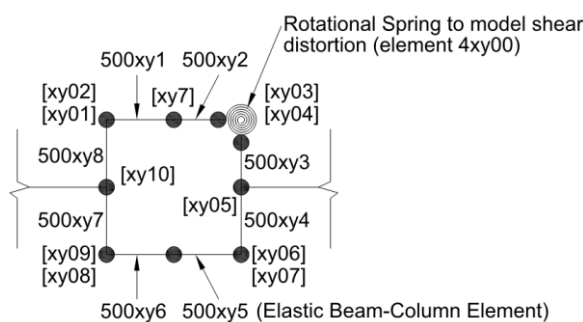 Rotational Spring to model shear
distortion (element 4xy00)
500xy1 500xy2
[xy02] [xy7] [xy03]
[xy01] [xy04]
500xy8 500xy3
[xy10] [xy05]
500xy7 500xy4
[xy09] [xy06]
[xy08] [xy07]
500xy6 500xy5 (Elastic Beam-Column Element)